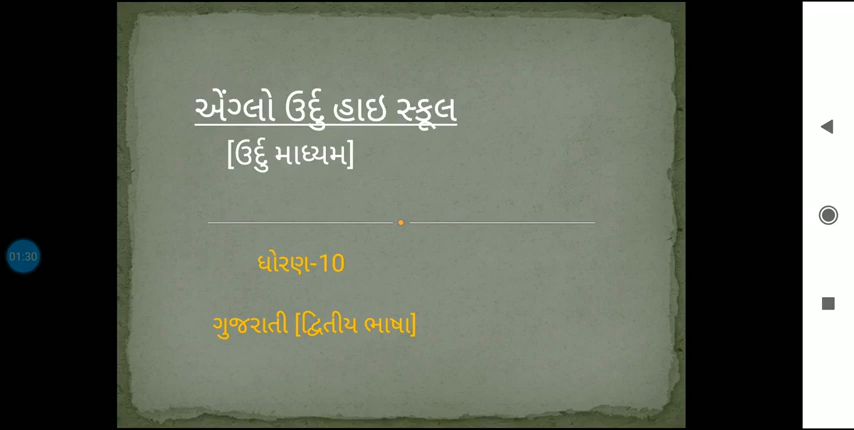 એંગ્લો ઉર્દુ હાઇ સ્કૂલ
[ઉર્દુ માધ્યમ]
01:30
ધોરણ-10
ગુજરાતી [દ્વિતીય ભાષા]